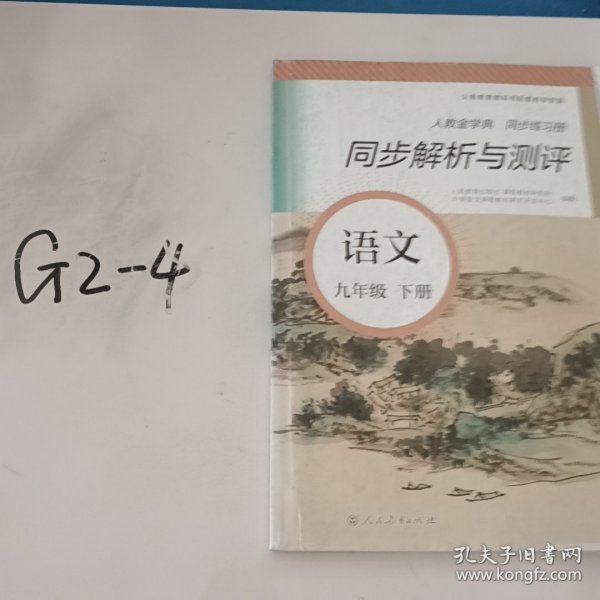 G2-4
人教金学典 同步练习册
同步解析与测评
语文
九年级 下册
人民教育出版社
孔夫子旧书网
www.kongfz.com